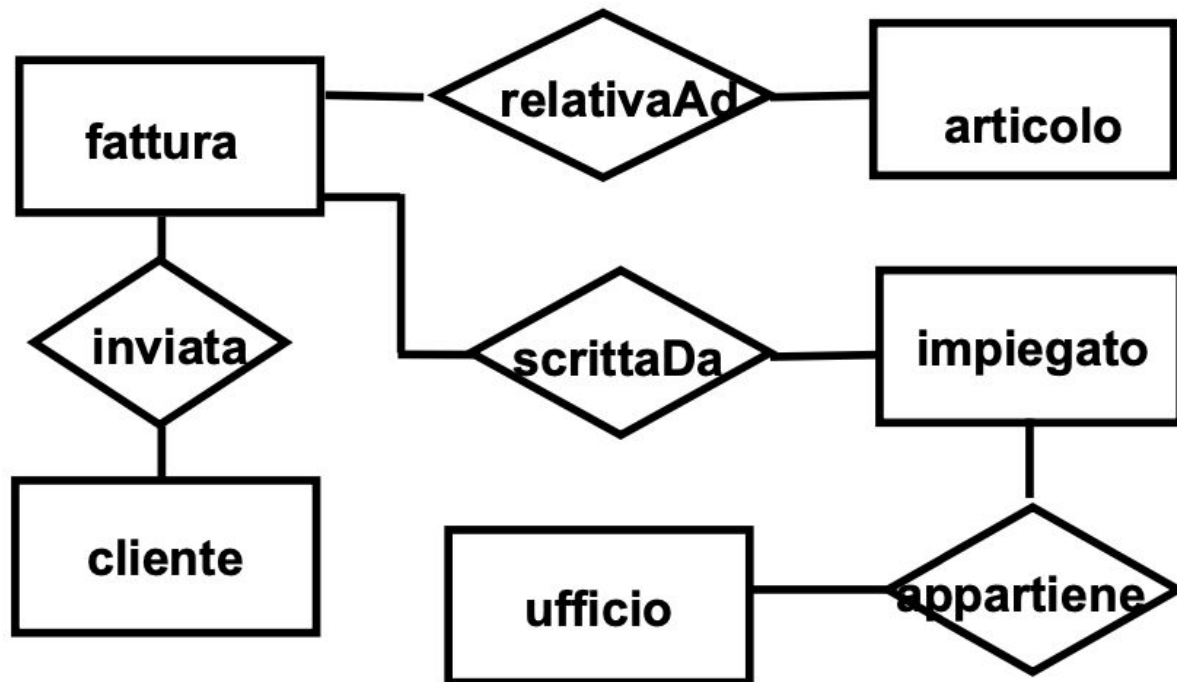 relativaAd
fattura
articolo
inviata
scrittaDa
impiegato
cliente
ufficio
appartiene